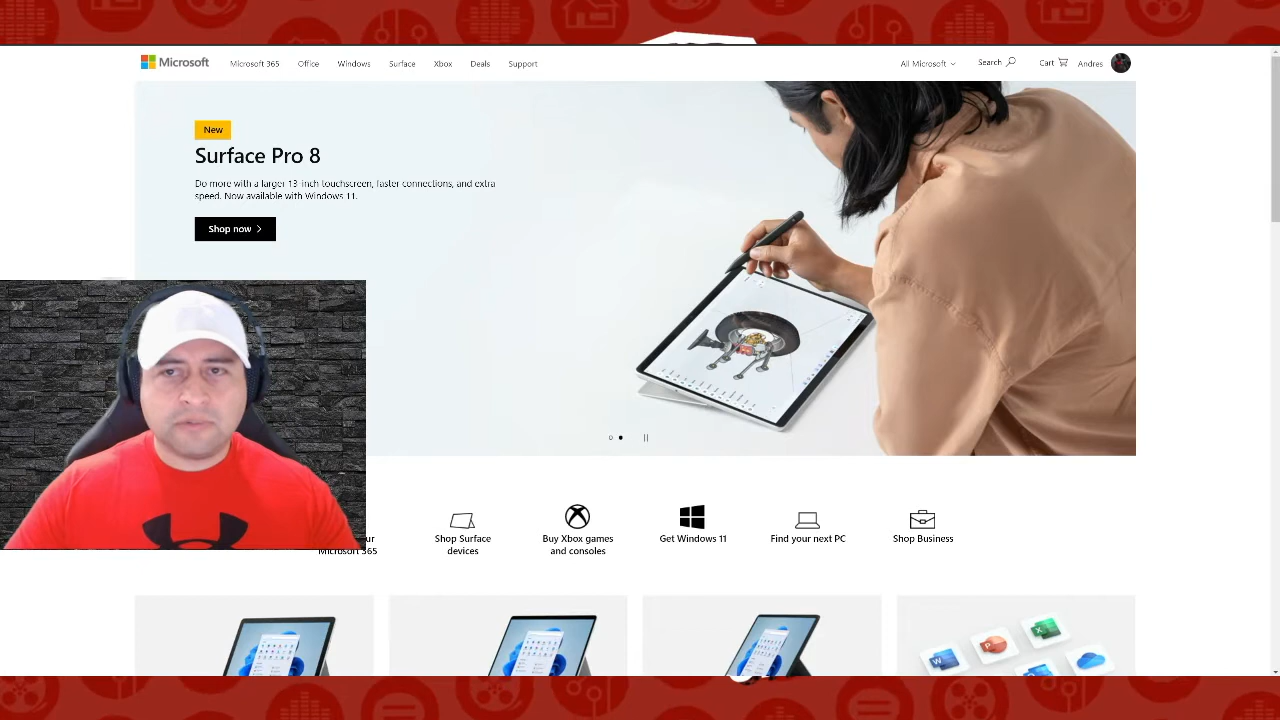 Microsoft Microsoft 365 Office Windows Surface Xbox Deals Support All Microsoft Search Cart Andres
New
Surface Pro 8
Do more with a larger 13-inch touchscreen, faster connections, and extra
speed. Now available with Windows 11.
Shop now
Shop Surface
devices
Buy Xbox games
and consoles
Get Windows 11
Find your next PC
Shop Business
Microsoft 365
W
P
X